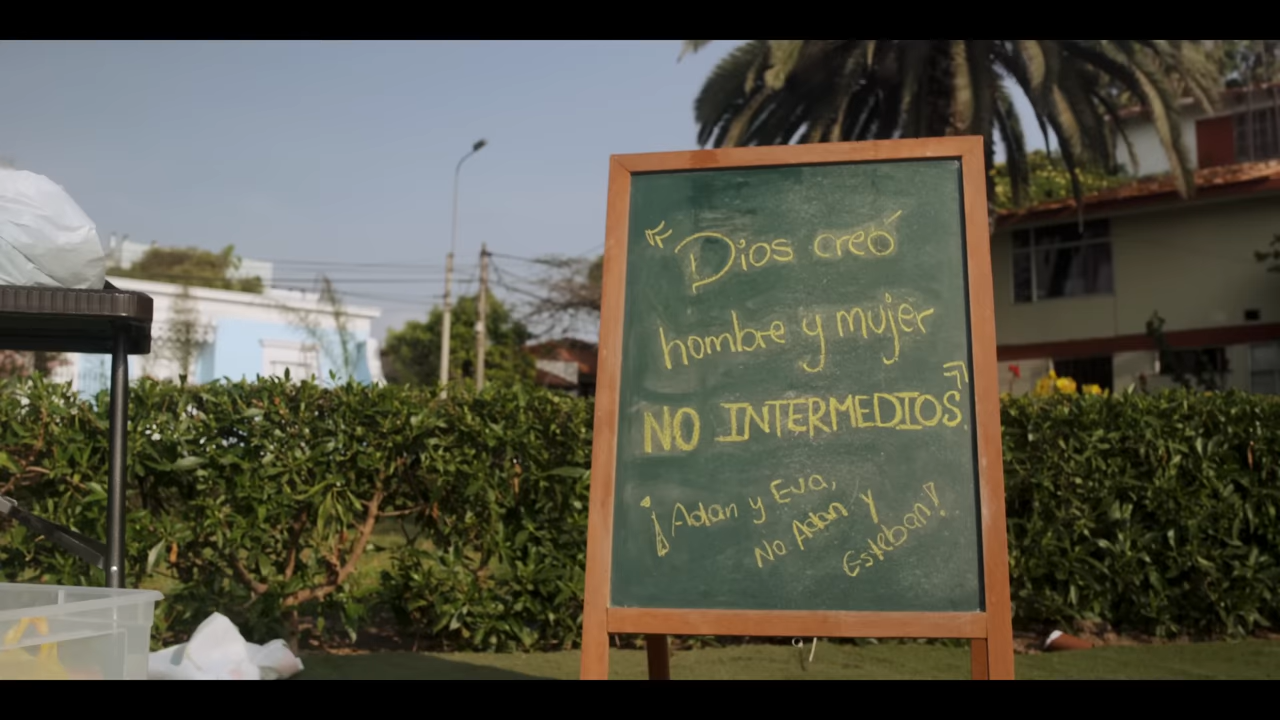 "Dios creó
hombre y mujer
NO INTERMEDIOS"
¡Adan y Eva,
No Adan y
Esteban!